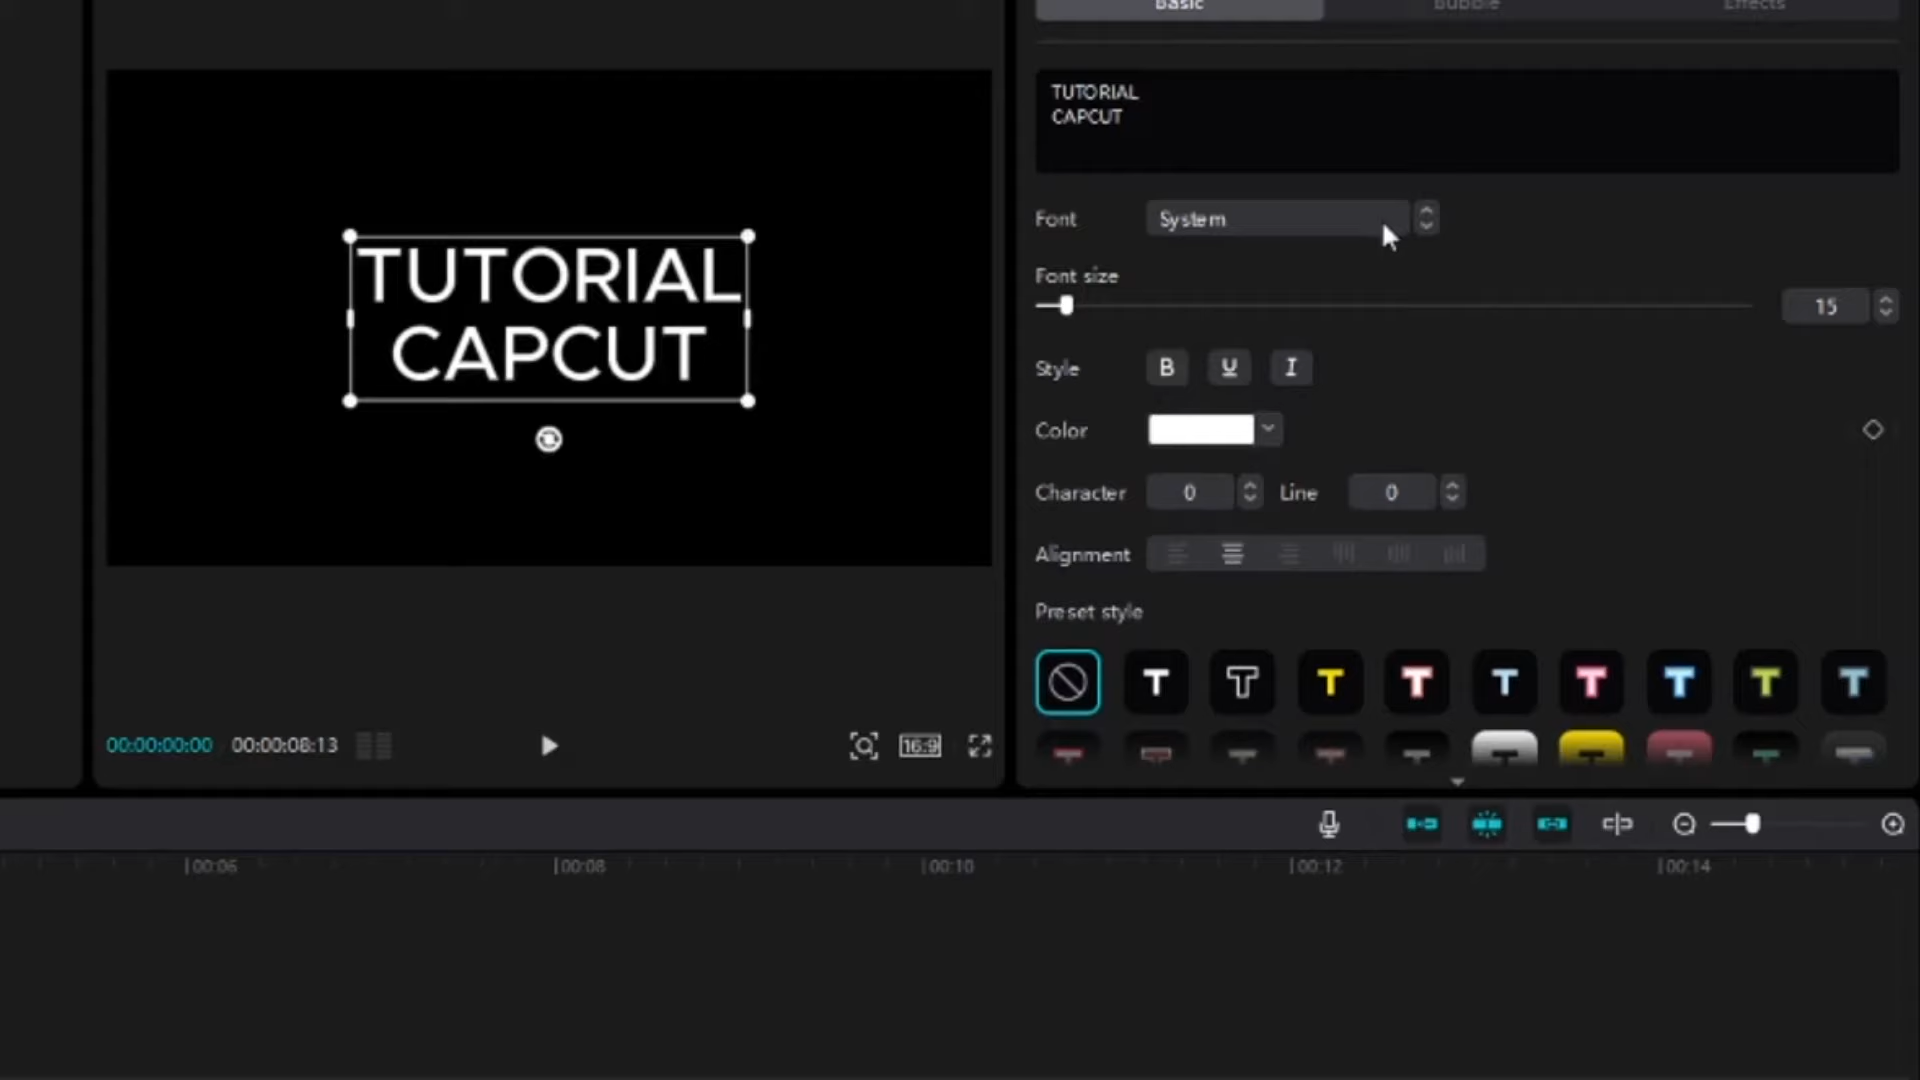 Basic
Bubble
Effects
TUTORIAL
CAPCUT
Font
System
Font size
15
Style
B
U
I
Color
Character
0
Line
0
Alignment
Preset style
T T T T T T T T T
TUTORIAL
CAPCUT
00:00:00:00
00:00:08:13
16:9
00:06
00:08
00:10
00:12
00:14